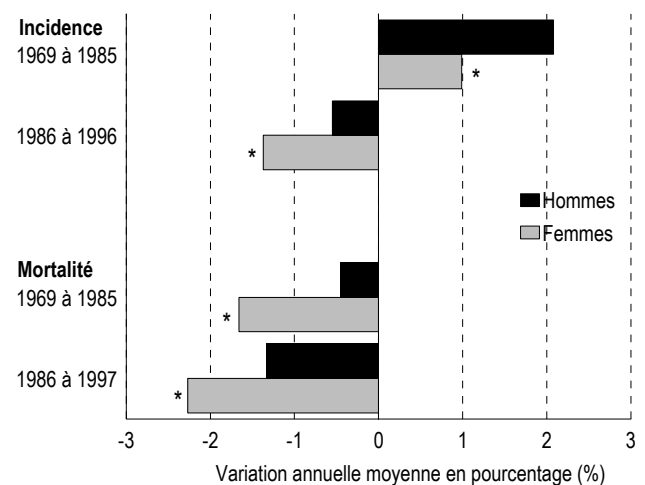 Incidence
1969 à 1985
*
1986 à 1996
*
Hommes
Femmes
Mortalité
1969 à 1985
*
1986 à 1997
*
-3 -2 -1 0 1 2 3
Variation annuelle moyenne en pourcentage (%)